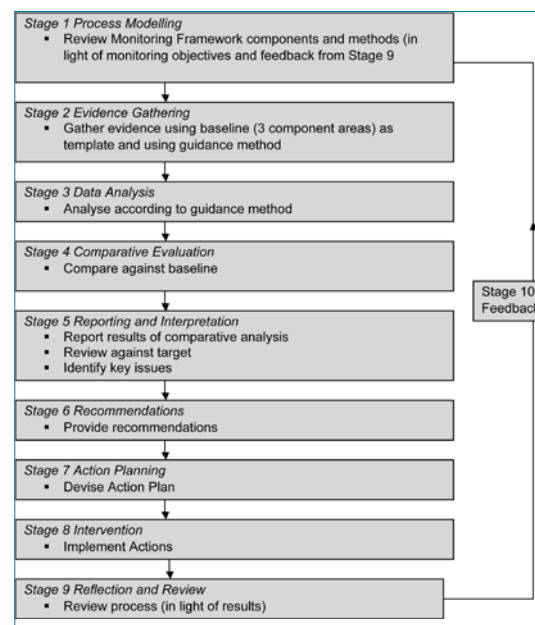 Stage 1 Process Modelling
▪ Review Monitoring Framework components and methods (in
light of monitoring objectives and feedback from Stage 9
Stage 2 Evidence Gathering
▪ Gather evidence using baseline (3 component areas) as
template and using guidance method
Stage 3 Data Analysis
▪ Analyse according to guidance method
Stage 4 Comparative Evaluation
▪ Compare against baseline
Stage 5 Reporting and Interpretation
▪ Report results of comparative analysis
▪ Review against target
▪ Identify key issues
Stage 6 Recommendations
▪ Provide recommendations
Stage 7 Action Planning
▪ Devise Action Plan
Stage 8 Intervention
▪ Implement Actions
Stage 9 Reflection and Review
▪ Review process (in light of results)
Stage 10
Feedback